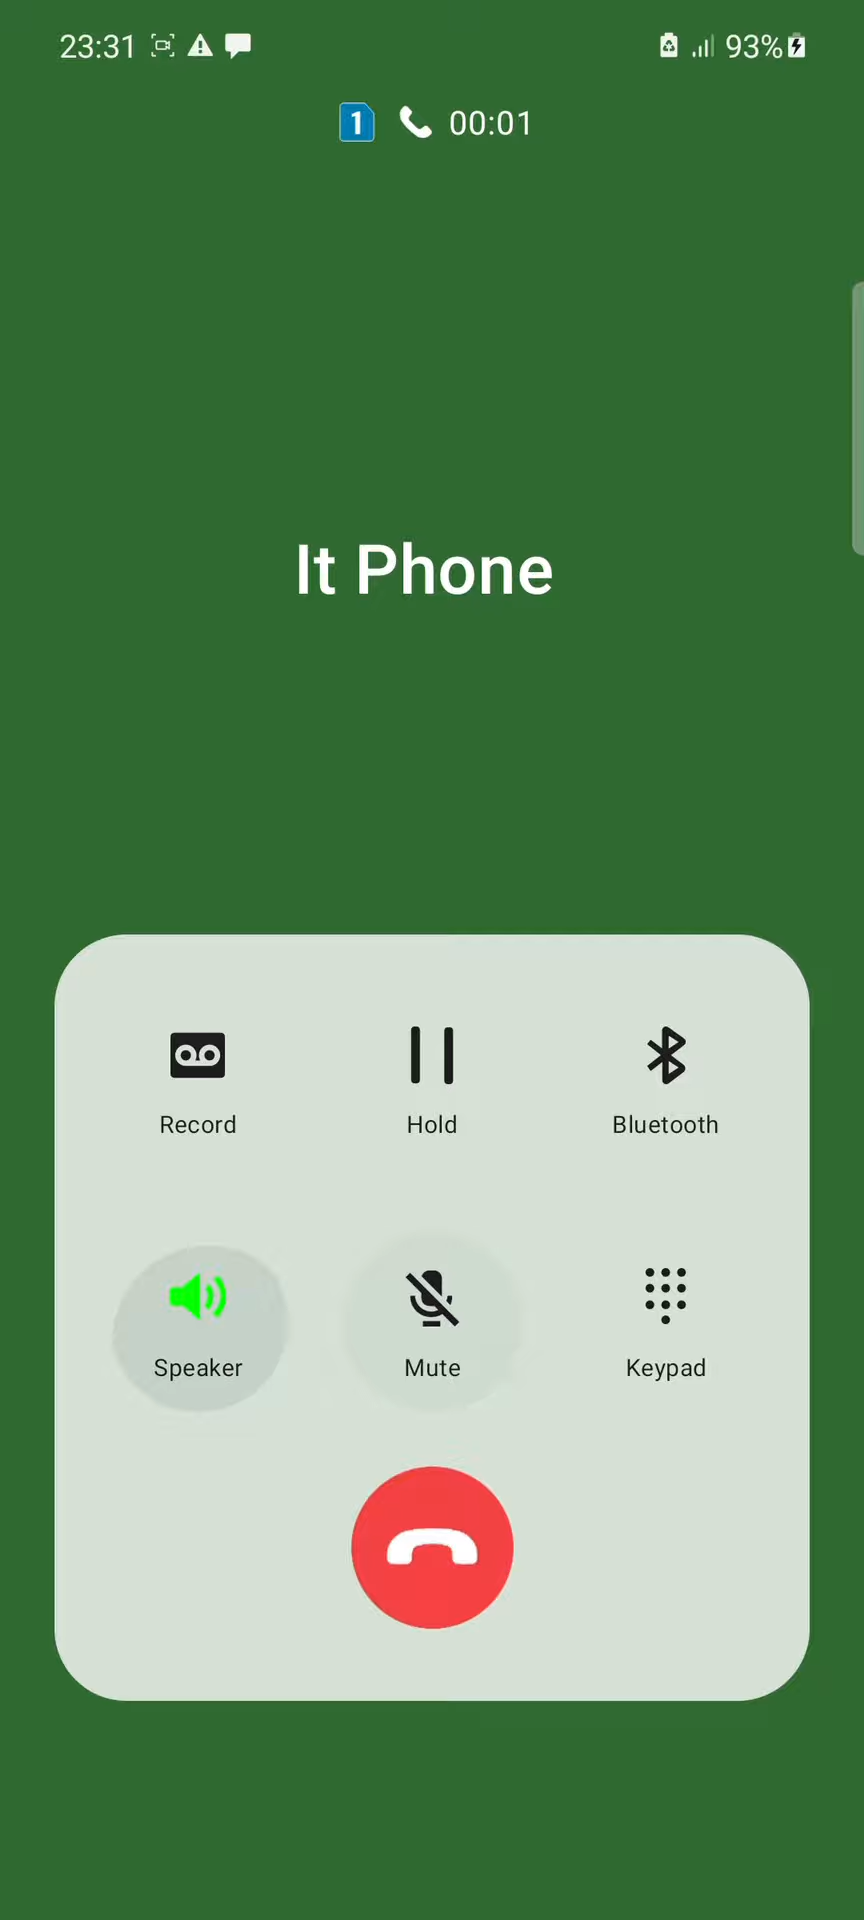 23:31 93%
1 00:01
It Phone
Record Hold Bluetooth
Speaker Mute Keypad